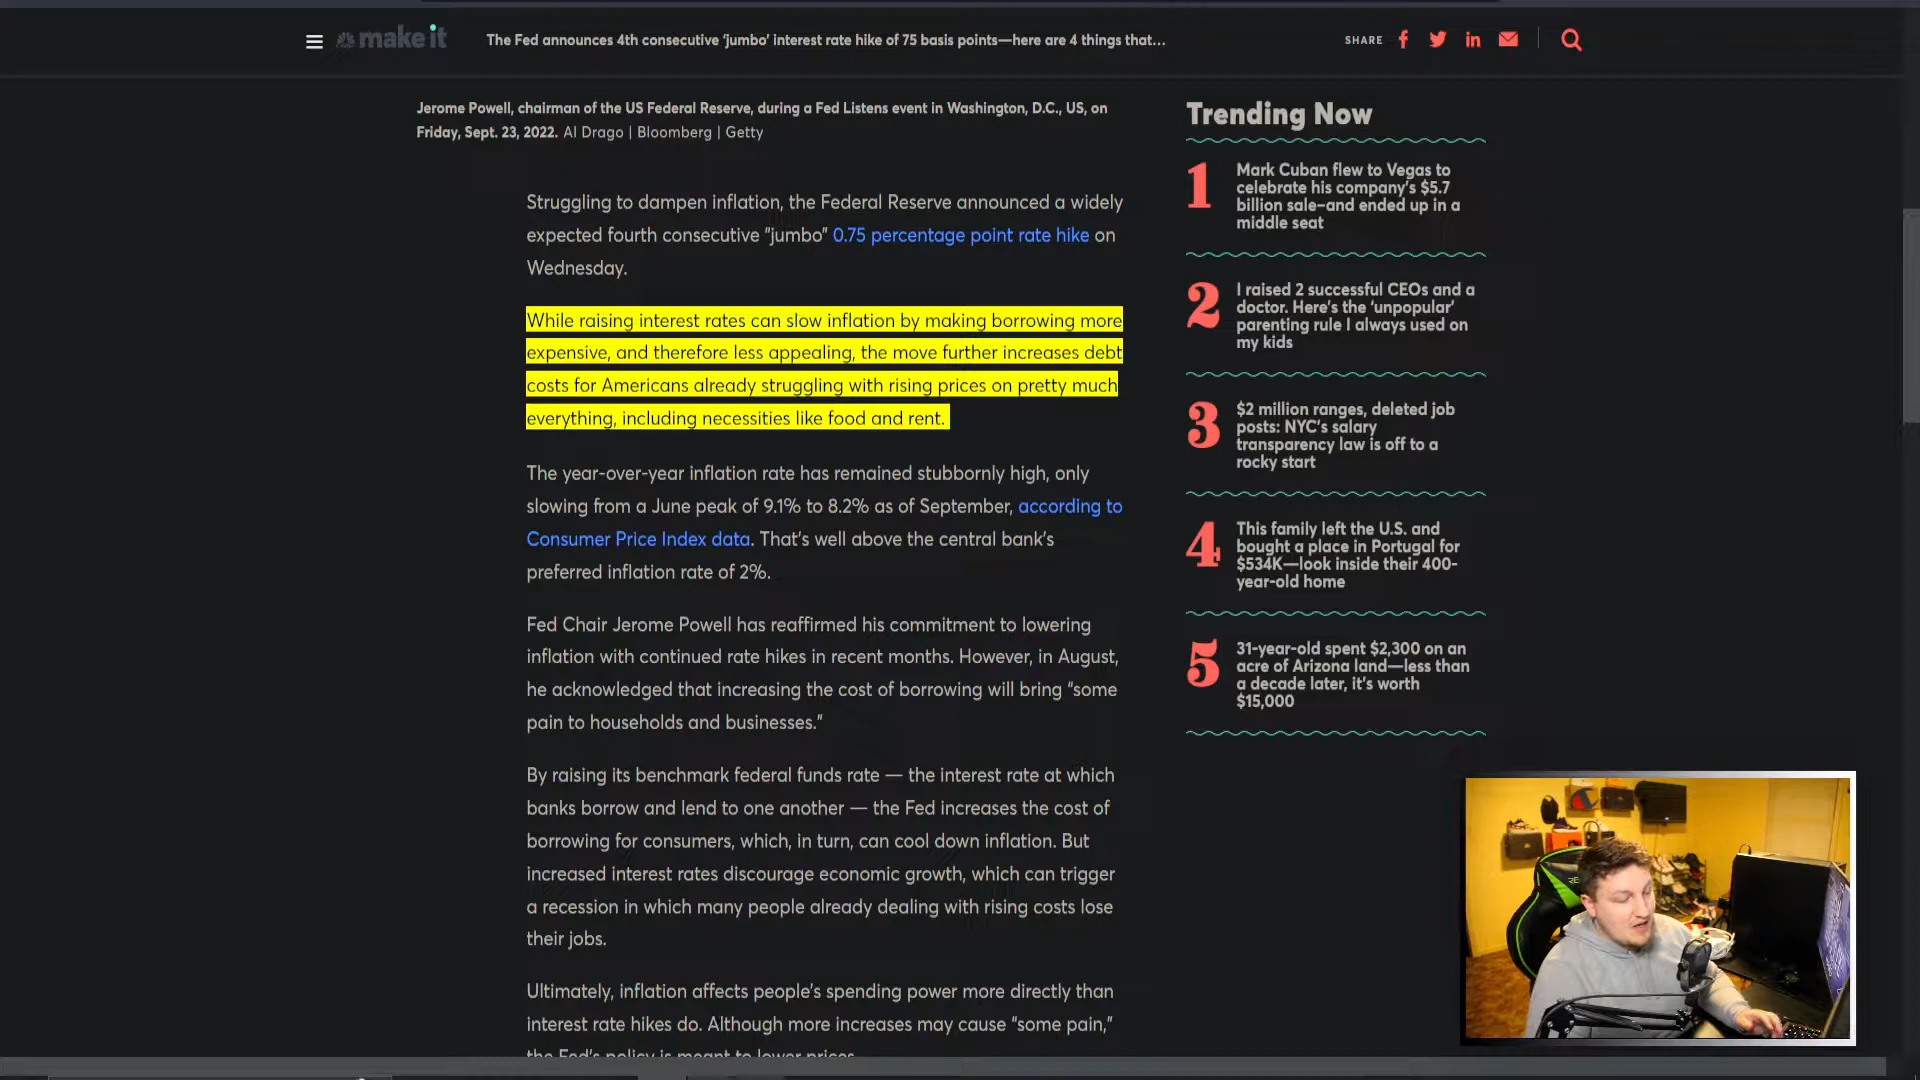 make it
The Fed announces 4th consecutive ‘jumbo’ interest rate hike of 75 basis points—here are 4 things that...
SHARE
Jerome Powell, chairman of the US Federal Reserve, during a Fed Listens event in Washington, D.C., US, on
Friday, Sept. 23, 2022. Al Drago | Bloomberg | Getty
Struggling to dampen inflation, the Federal Reserve announced a widely
expected fourth consecutive “jumbo” 0.75 percentage point rate hike on
Wednesday.
While raising interest rates can slow inflation by making borrowing more
expensive, and therefore less appealing, the move further increases debt
costs for Americans already struggling with rising prices on pretty much
everything, including necessities like food and rent.
The year-over-year inflation rate has remained stubbornly high, only
slowing from a June peak of 9.1% to 8.2% as of September, according to
Consumer Price Index data. That’s well above the central bank’s
preferred inflation rate of 2%.
Fed Chair Jerome Powell has reaffirmed his commitment to lowering
inflation with continued rate hikes in recent months. However, in August,
he acknowledged that increasing the cost of borrowing will bring “some
pain to households and businesses.”
By raising its benchmark federal funds rate — the interest rate at which
banks borrow and lend to one another — the Fed increases the cost of
borrowing for consumers, which, in turn, can cool down inflation. But
increased interest rates discourage economic growth, which can trigger
a recession in which many people already dealing with rising costs lose
their jobs.
Ultimately, inflation affects people’s spending power more directly than
interest rate hikes do. Although more increases may cause “some pain,”
the Fed’s policy is meant to lower prices.
Trending Now
1
Mark Cuban flew to Vegas to
celebrate his company’s $5.7
billion sale–and ended up in a
middle seat
2
I raised 2 successful CEOs and a
doctor. Here’s the ‘unpopular’
parenting rule I always used on
my kids
3
$2 million ranges, deleted job
posts: NYC’s salary
transparency law is off to a
rocky start
4
This family left the U.S. and
bought a place in Portugal for
$534K—look inside their 400-
year-old home
5
31-year-old spent $2,300 on an
acre of Arizona land—less than
a decade later, it’s worth
$15,000